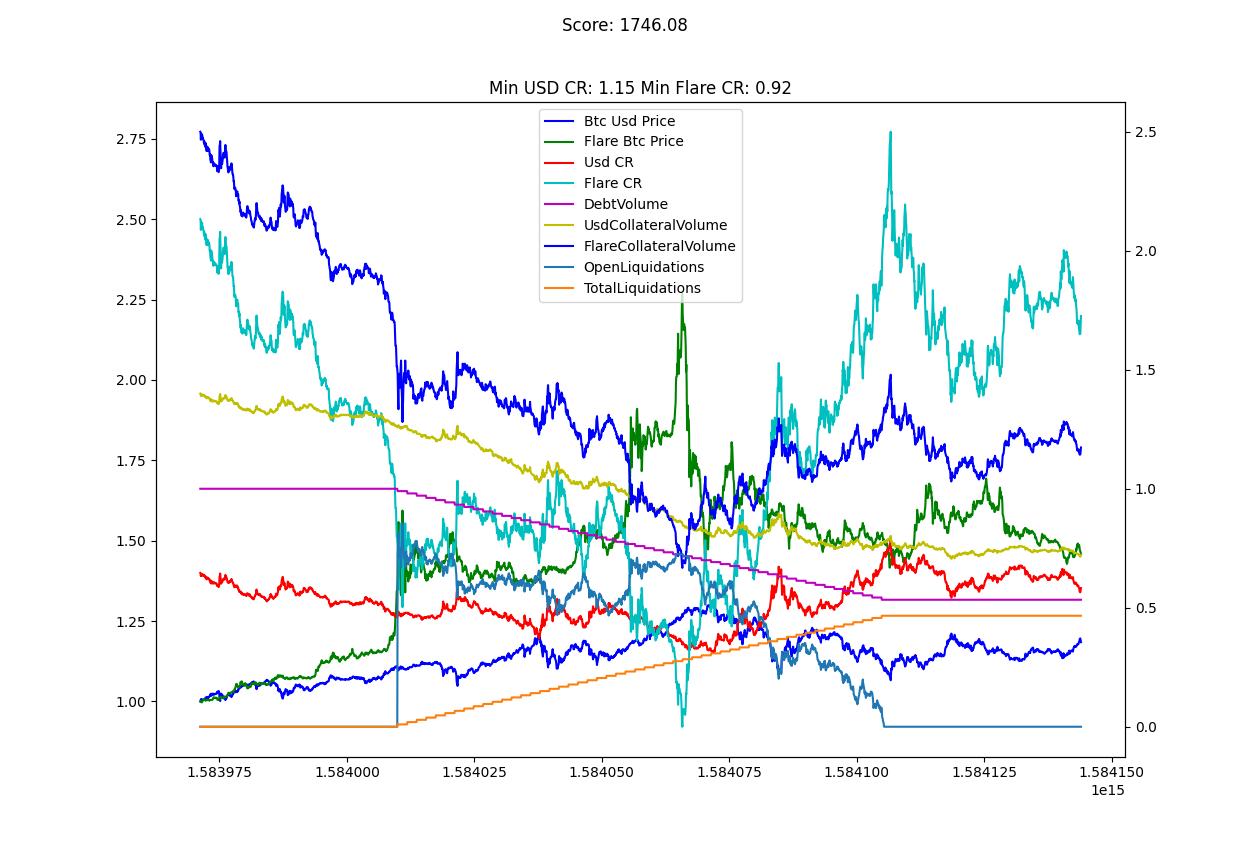 Score: 1746.08
Min USD CR: 1.15 Min Flare CR: 0.92
Btc Usd Price
Flare Btc Price
Usd CR
Flare CR
DebtVolume
UsdCollateralVolume
FlareCollateralVolume
OpenLiquidations
TotalLiquidations
2.75
2.50
2.25
2.00
1.75
1.50
1.25
1.00
2.5
2.0
1.5
1.0
0.5
0.0
1.583975 1.584000 1.584025 1.584050 1.584075 1.584100 1.584125 1.584150
1e15